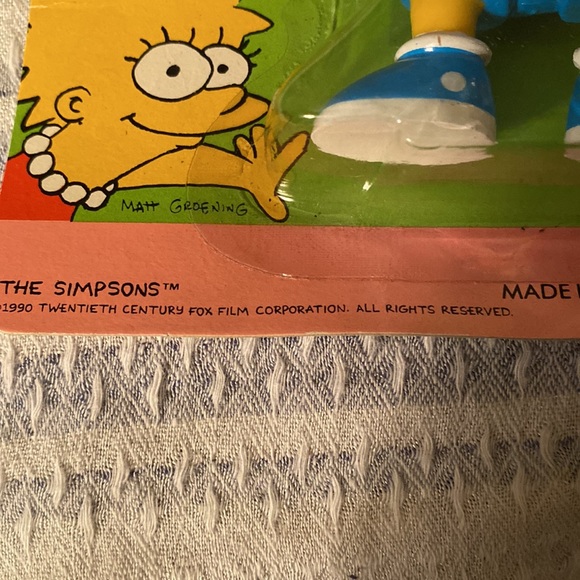 MATT GROENING
THE SIMPSONS™
1990 TWENTIETH CENTURY FOX FILM CORPORATION. ALL RIGHTS RESERVED.
MADE